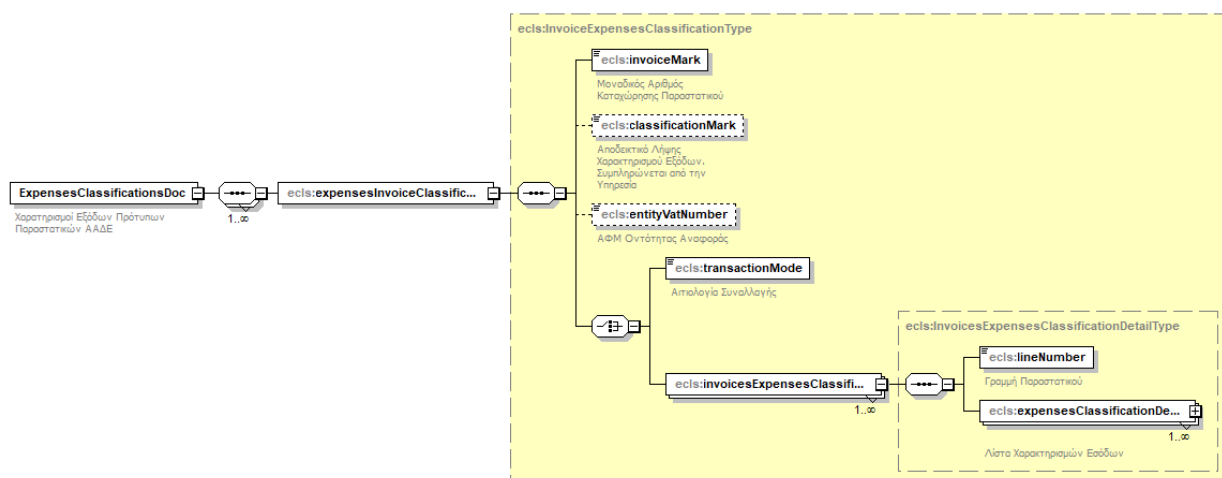 ecls:InvoiceExpensesClassificationType
ecls:invoiceMark
Μοναδικός Αριθμός
Καταχώρησης Παραστατικού
ecls:classificationMark
Αποδεικτικό Λήψης
Χαρακτηρισμού Εξόδων.
Συμπληρώνεται από την
Υπηρεσία
ExpensesClassificationsDoc
Χαρατηρισμοί Εξόδων Πρότυπων
Παραστατικών ΑΑΔΕ
1..∞
ecls:expensesInvoiceClassific...
ecls:entityVatNumber
ΑΦΜ Οντότητας Αναφοράς
ecls:transactionMode
Αιτιολογία Συναλλαγής
ecls:invoicesExpensesClassifi...
1..∞
ecls:InvoicesExpensesClassificationDetailType
ecls:lineNumber
Γραμμή Παραστατικού
ecls:expensesClassificationDe...
1..∞
Λίστα Χαρακτηρισμών Εσόδων